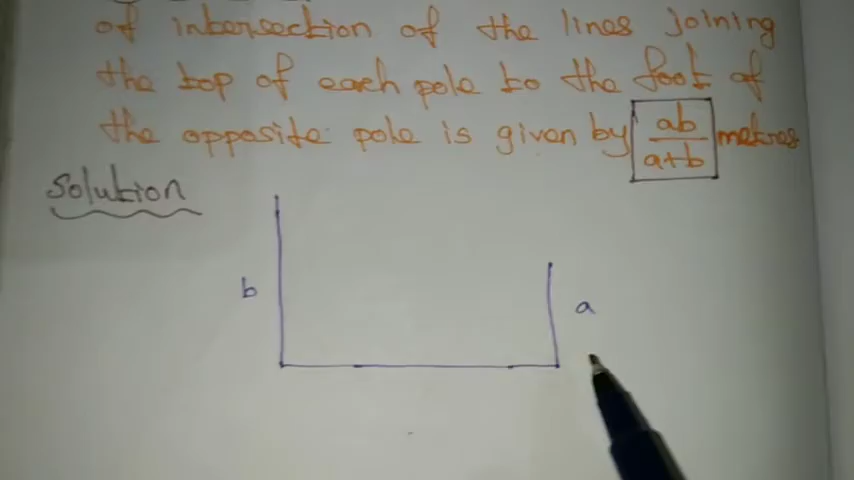 of intersection of the lines joining
the top of each pole to the foot of
the opposite pole is given by ab/a+b metres.
Solution
b
a